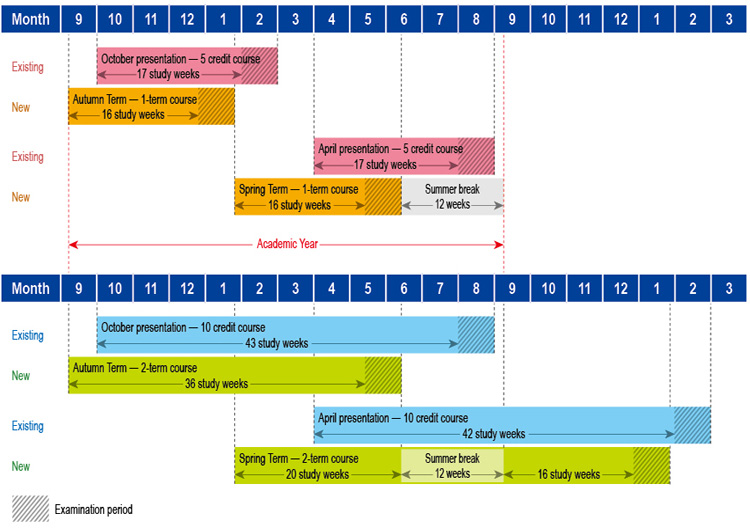 Month 9 10 11 12 1 2 3 4 5 6 7 8 9 10 11 12 1 2 3
Existing
October presentation — 5 credit course
17 study weeks
New
Autumn Term — 1-term course
16 study weeks
Existing
April presentation — 5 credit course
17 study weeks
New
Spring Term — 1-term course
16 study weeks
Summer break
12 weeks
Academic Year
Month 9 10 11 12 1 2 3 4 5 6 7 8 9 10 11 12 1 2 3
Existing
October presentation — 10 credit course
43 study weeks
New
Autumn Term — 2-term course
36 study weeks
Existing
April presentation — 10 credit course
42 study weeks
New
Spring Term — 2-term course
20 study weeks
Summer break
12 weeks
16 study weeks
Examination period